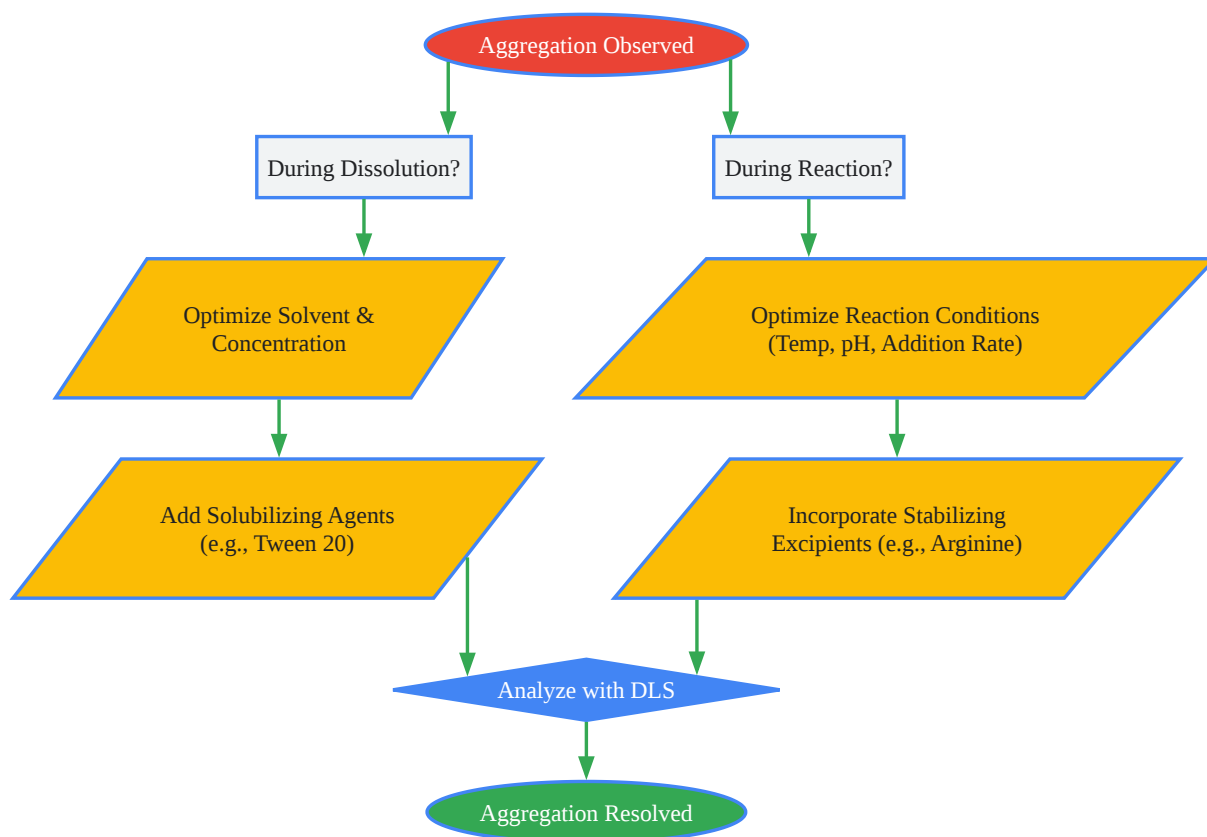 Aggregation Observed
During Dissolution?
During Reaction?
Optimize Solvent &
Concentration
Optimize Reaction Conditions
(Temp, pH, Addition Rate)
Add Solubilizing Agents
(e.g., Tween 20)
Incorporate Stabilizing
Excipients (e.g., Arginine)
Analyze with DLS
Aggregation Resolved